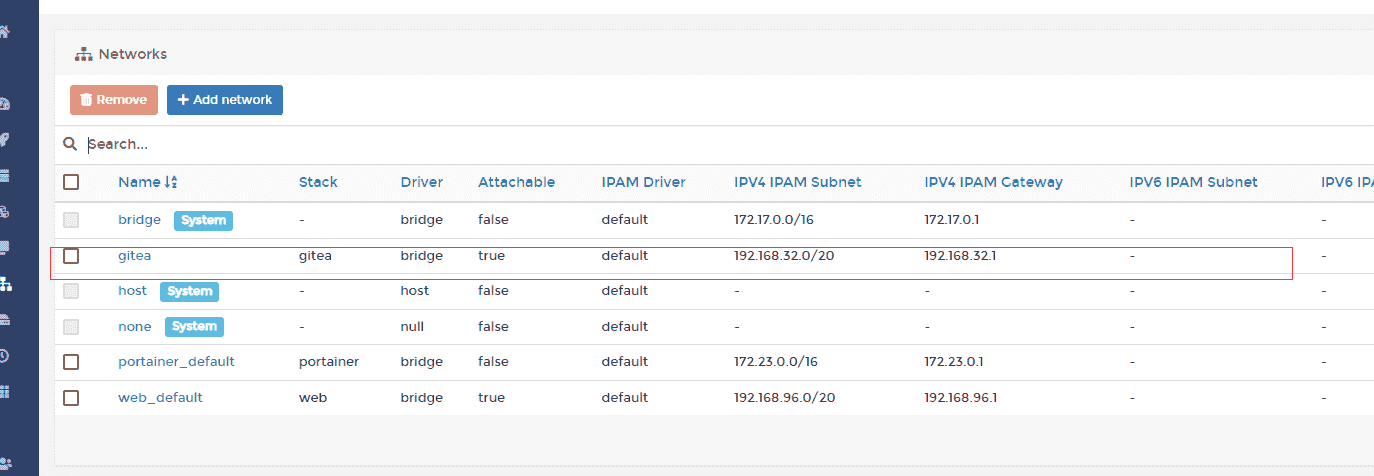 Networks
Remove Add network
Search...
Name Stack Driver Attachable IPAM Driver IPV4 IPAM Subnet IPV4 IPAM Gateway IPV6 IPAM Subnet IPV6 IPA
bridge System - bridge false default 172.17.0.0/16 172.17.0.1 - -
gitea gitea bridge true default 192.168.32.0/20 192.168.32.1 - -
host System - host false default - - - -
none System - null false default - - - -
portainer_default portainer bridge false default 172.23.0.0/16 172.23.0.1 - -
web_default web bridge true default 192.168.96.0/20 192.168.96.1 - -